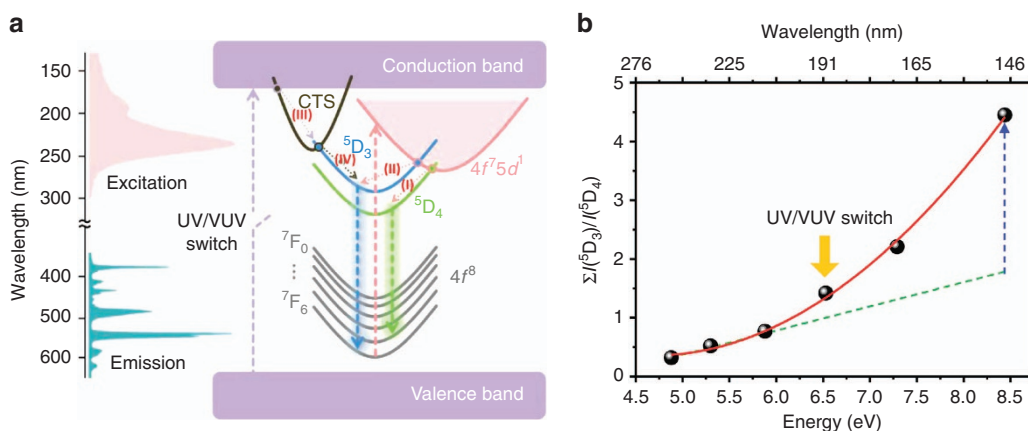 a
Wavelength (nm)
100
200
250
300
400
500
600
Excitation
Emission
UV/VUV
switch
Conduction band
CTS
(III)
(IV)
(II)
(I)
⁵D₃
⁵D₄
4f⁷5d¹
⁷F₀
⋮
⁷F₆
4f⁸
Valence band
b
Wavelength (nm)
276 225 191 165 146
ΣI(⁵D₃)/I(⁵D₄)
5
4
3
2
1
0
UV/VUV switch
4.5 5.0 5.5 6.0 6.5 7.0 7.5 8.0 8.5
Energy (eV)